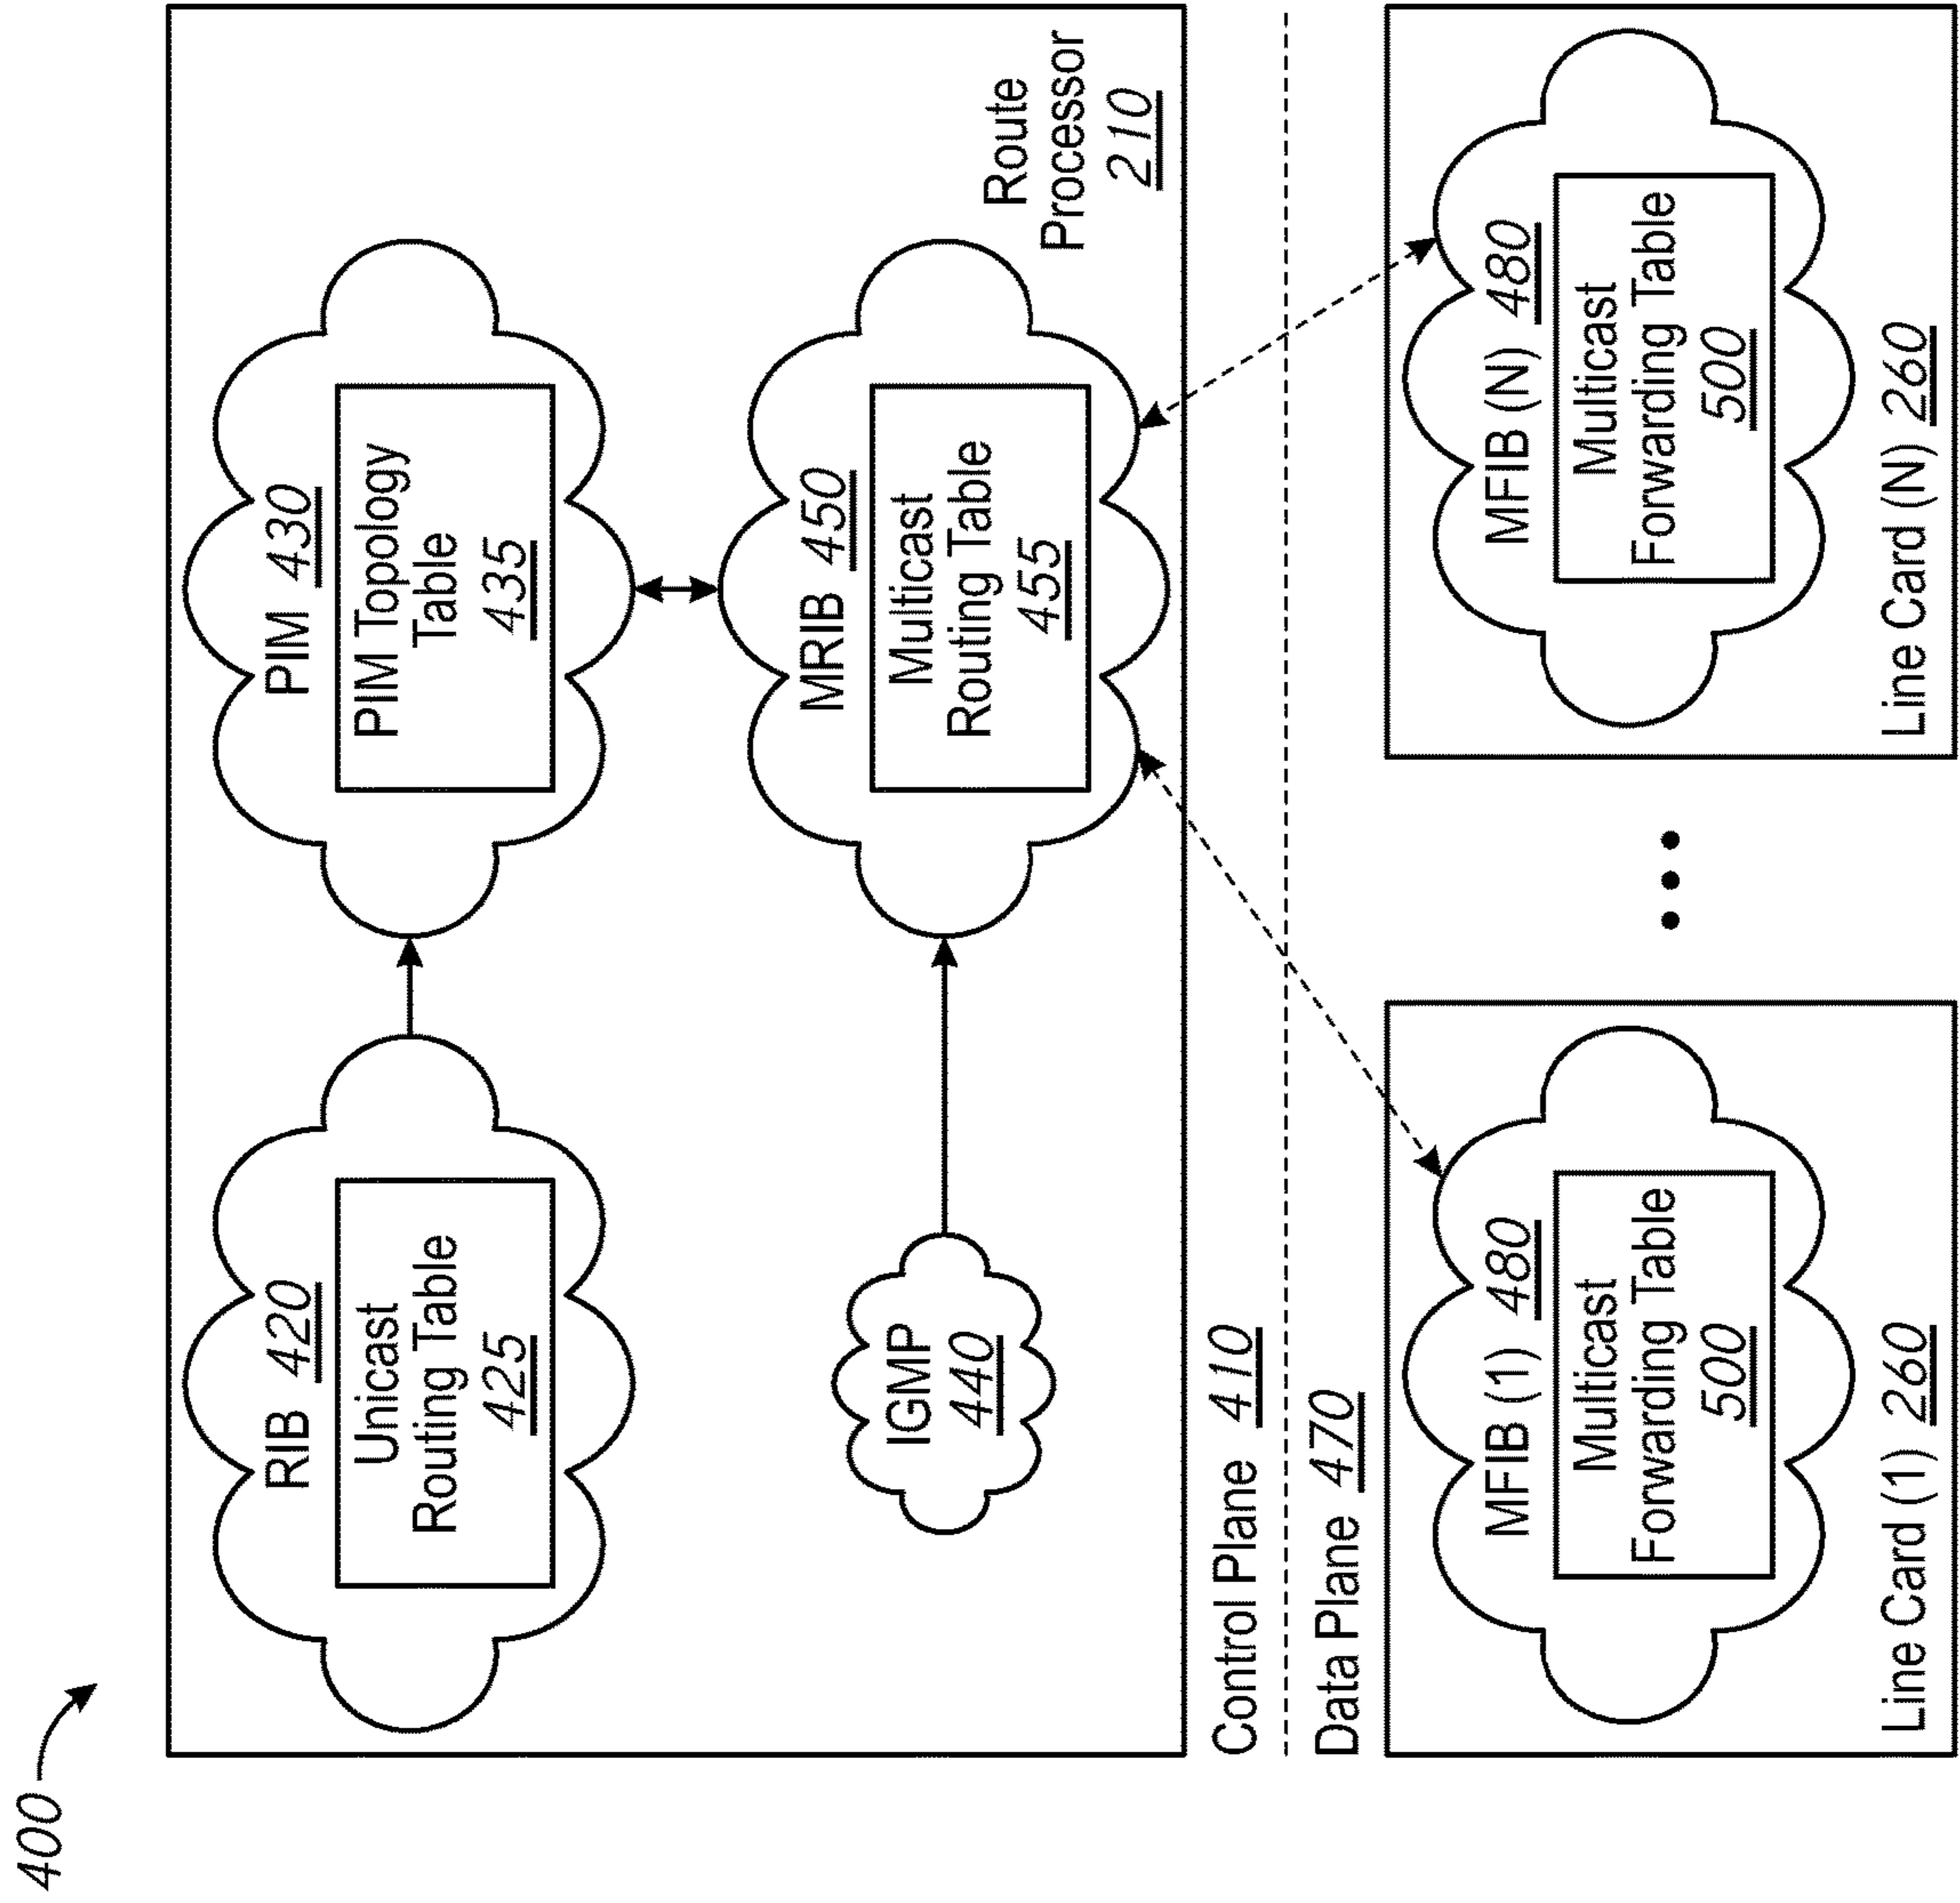 400
RIB 420
Unicast
Routing Table
425
PIM 430
PIM Topology
Table
435
IGMP
440
MRIB 450
Multicast
Routing Table
455
Route
Processor
210
Control Plane 410
Data Plane 470
MFIB (1) 480
Multicast
Forwarding Table
500
Line Card (1) 260
MFIB (N) 480
Multicast
Forwarding Table
500
Line Card (N) 260